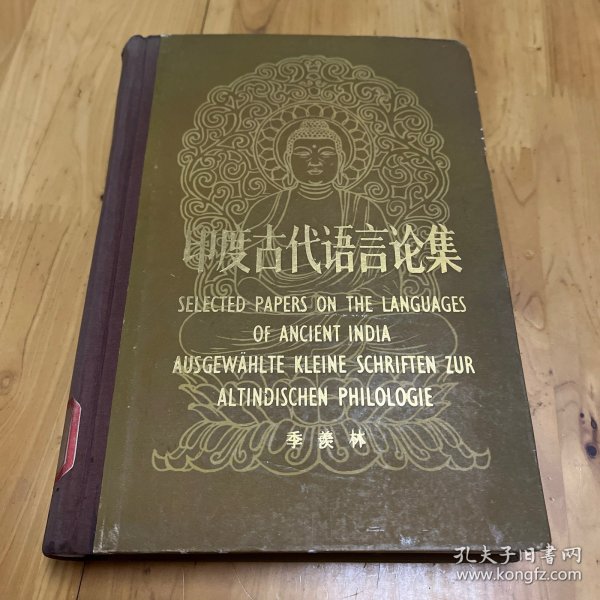 印度古代语言论集
SELECTED PAPERS ON THE LANGUAGES
OF ANCIENT INDIA
AUSGEWÄHLTE KLEINE SCHRIFTEN ZUR
ALTINDISCHEN PHILOLOGIE
季羡林
孔夫子旧书网
www.kongfz.com